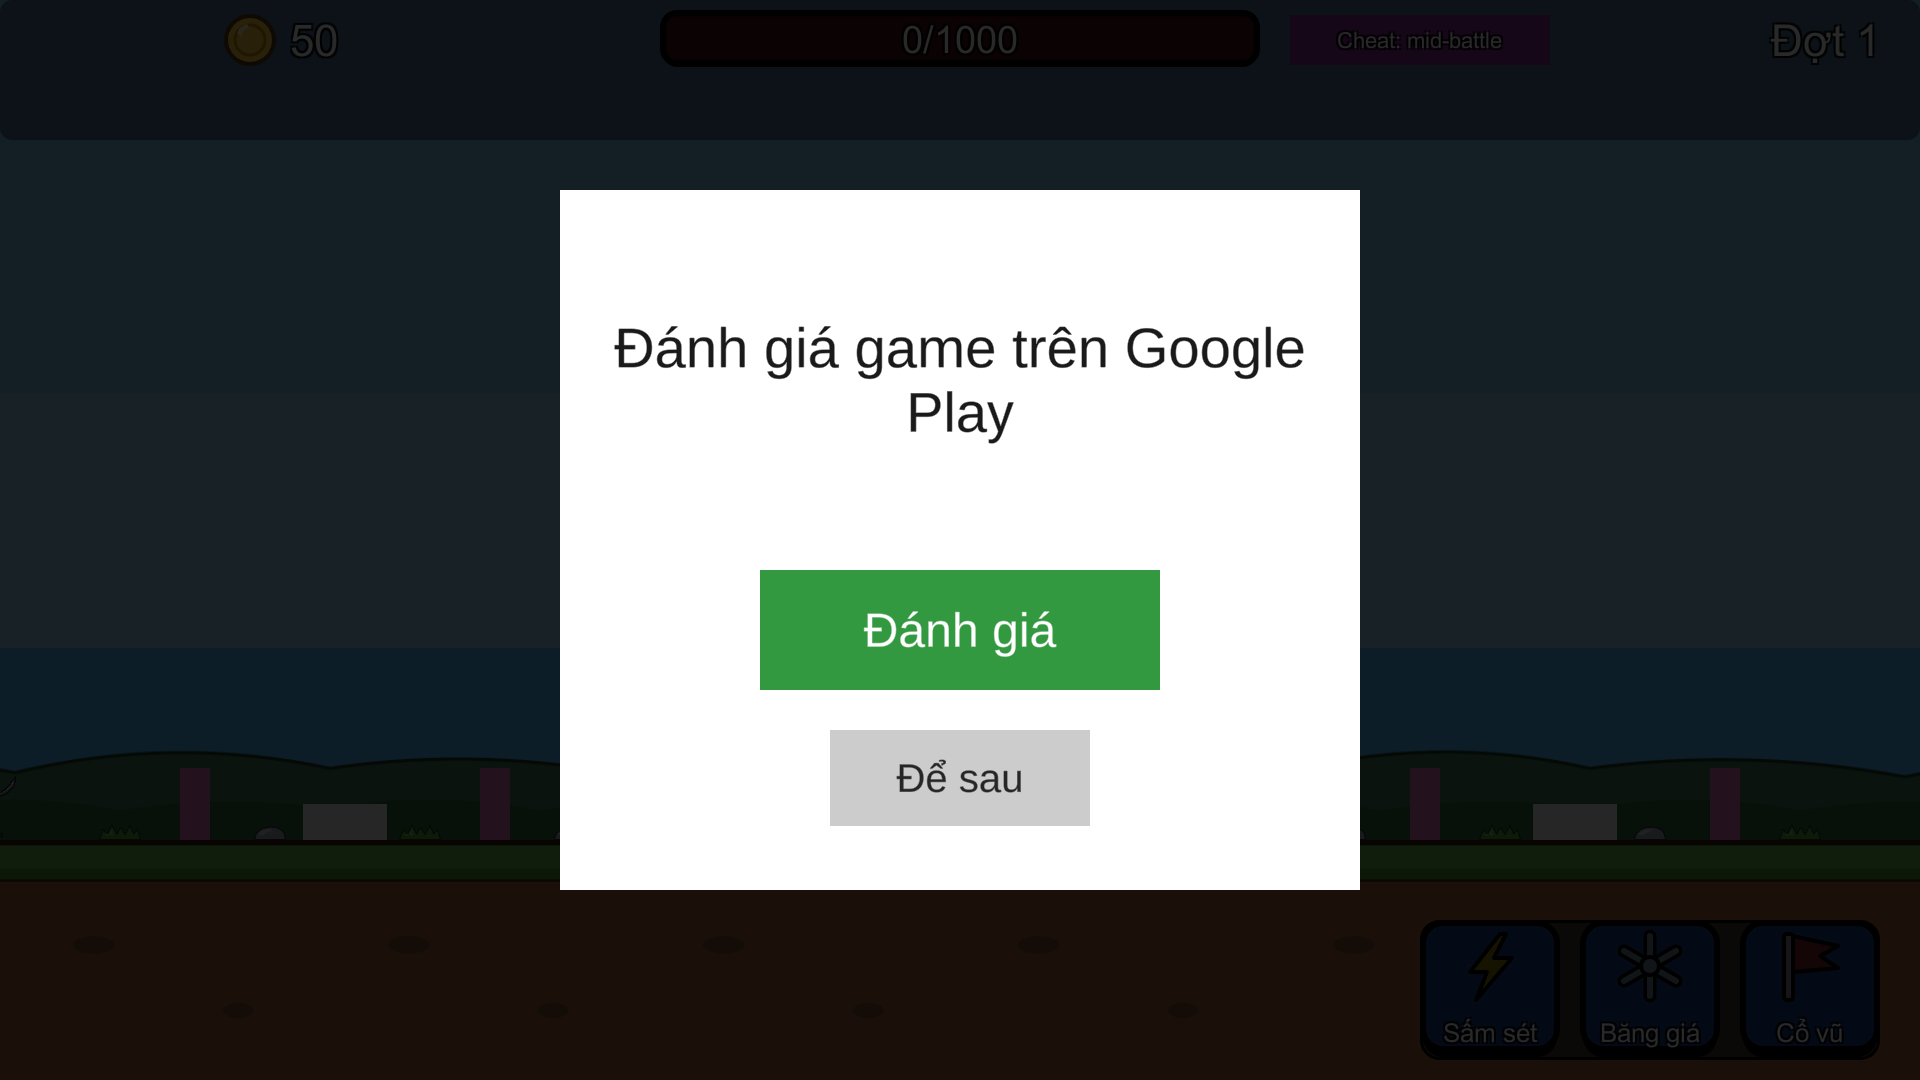 50
0/1000
Cheat: mid-battle
Đợt 1
Đánh giá game trên Google
Play
Đánh giá
Để sau
Sấm sét
Băng giá
Cổ vũ